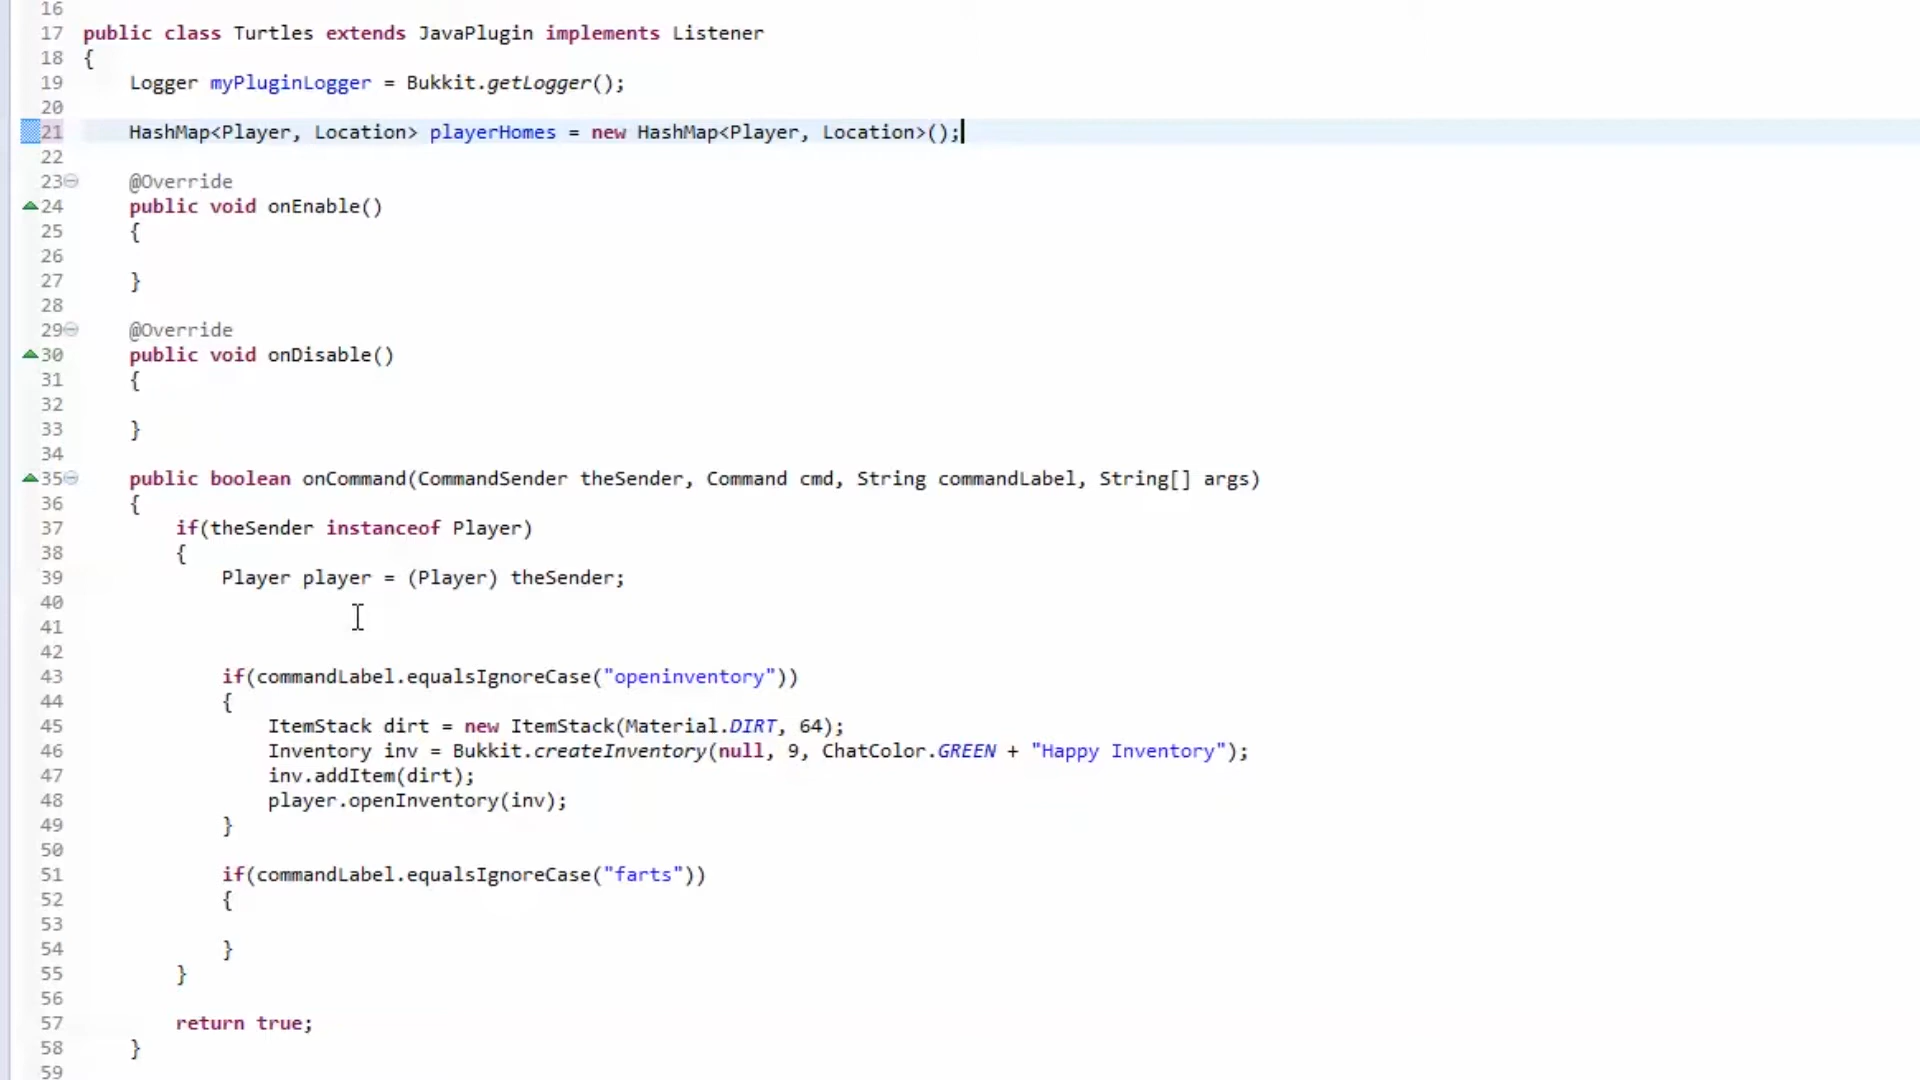 16
17 public class Turtles extends JavaPlugin implements Listener
18 {
19 Logger myPluginLogger = Bukkit.getLogger();
20
21 HashMap<Player, Location> playerHomes = new HashMap<Player, Location>();
22
23 @Override
24 public void onEnable()
25 {
26
27 }
28
29 @Override
30 public void onDisable()
31 {
32
33 }
34
35 public boolean onCommand(CommandSender theSender, Command cmd, String commandLabel, String[] args)
36 {
37 if(theSender instanceof Player)
38 {
39 Player player = (Player) theSender;
40
41
42
43 if(commandLabel.equalsIgnoreCase("openinventory"))
44 {
45 ItemStack dirt = new ItemStack(Material.DIRT, 64);
46 Inventory inv = Bukkit.createInventory(null, 9, ChatColor.GREEN + "Happy Inventory");
47 inv.addItem(dirt);
48 player.openInventory(inv);
49 }
50
51 if(commandLabel.equalsIgnoreCase("farts"))
52 {
53
54 }
55 }
56
57 return true;
58 }
59